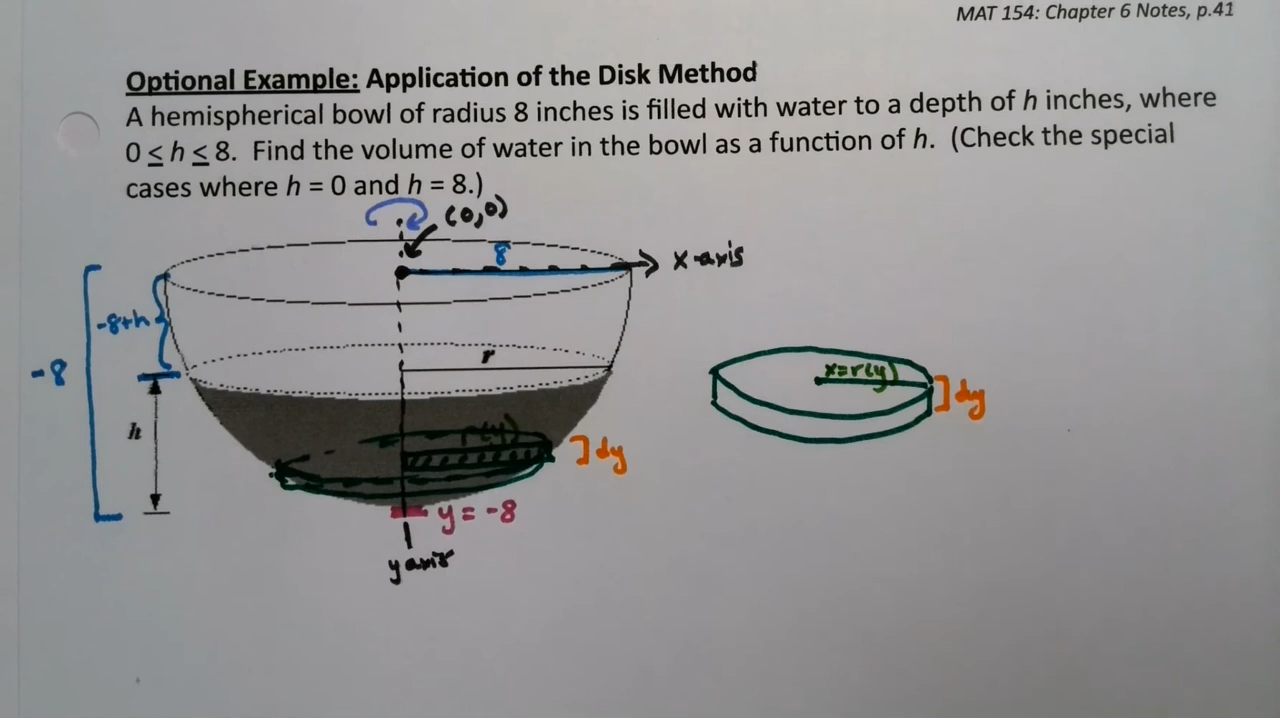 MAT 154: Chapter 6 Notes, p.41
Optional Example: Application of the Disk Method
A hemispherical bowl of radius 8 inches is filled with water to a depth of h inches, where
0 ≤ h ≤ 8. Find the volume of water in the bowl as a function of h. (Check the special
cases where h = 0 and h = 8.)
(0,0)
8
x-axis
-8+h
-8
r
x=r(y)
dy
h
r(y)
dy
y = -8
y axis